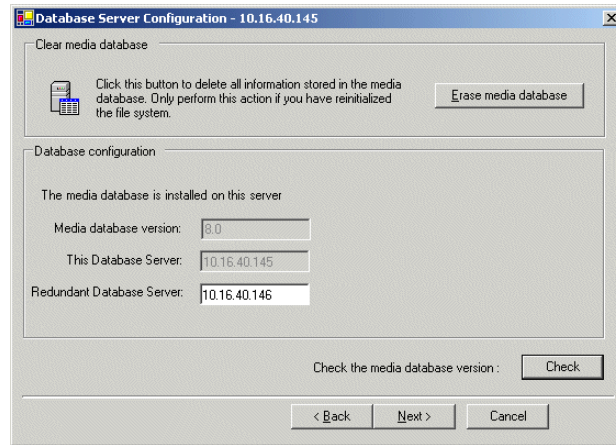 Database Server Configuration - 10.16.40.145
Clear media database
Click this button to delete all information stored in the media
database. Only perform this action if you have reinitialized
the file system.
Erase media database
Database configuration
The media database is installed on this server
Media database version: 8.0
This Database Server: 10.16.40.145
Redundant Database Server: 10.16.40.146
Check the media database version : Check
< Back Next > Cancel